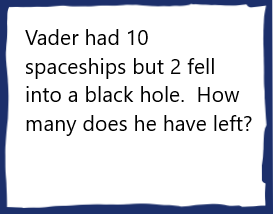 Vader had 10
spaceships but 2 fell
into a black hole.  How
many does he have left?